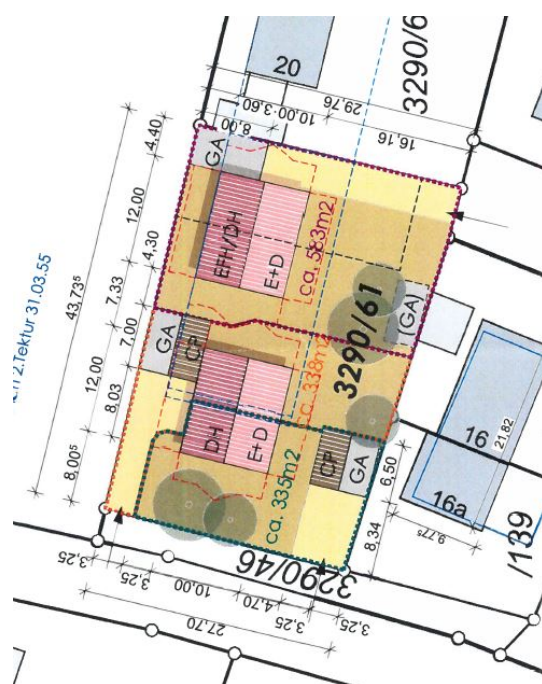 20
3290/6
29,76
10,00
3,60
8,00
16,16
4,40
GA
12,00
EFH/DH
E+D
ca. 583m2
4,30
2.Tektur 31.03.55
43,73⁵
7,33
3290/61
(GA)
7,00
GA
CP
ca. 338m2
12,00
8,03
DH
E+D
16
21,82
CP
GA
6,50
16a
8,00⁵
ca. 335m2
9,77⁵
8,34
/139
3290/46
3,25
3,25
10,00
4,70
3,25
3,25
27,70